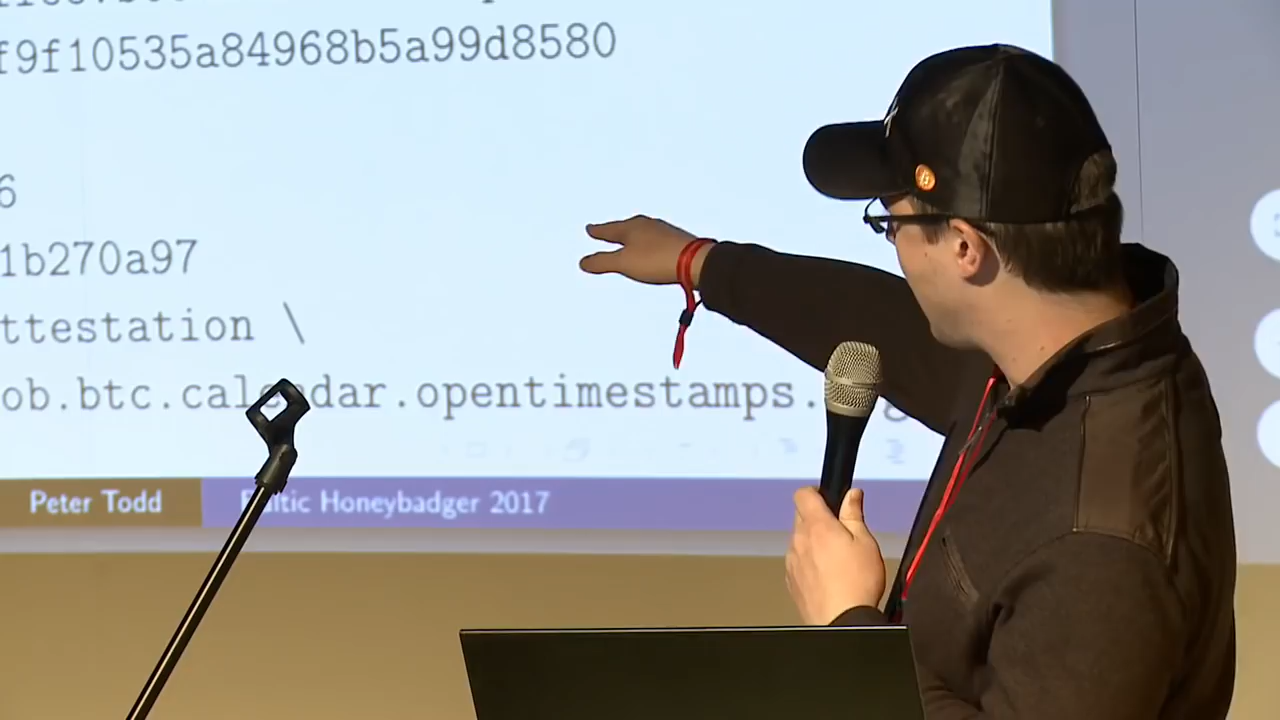 f9f10535a84968b5a99d8580
6
1b270a97
ttestation \
ob.btc.calendar.opentimestamps.
Peter Todd
Baltic Honeybadger 2017